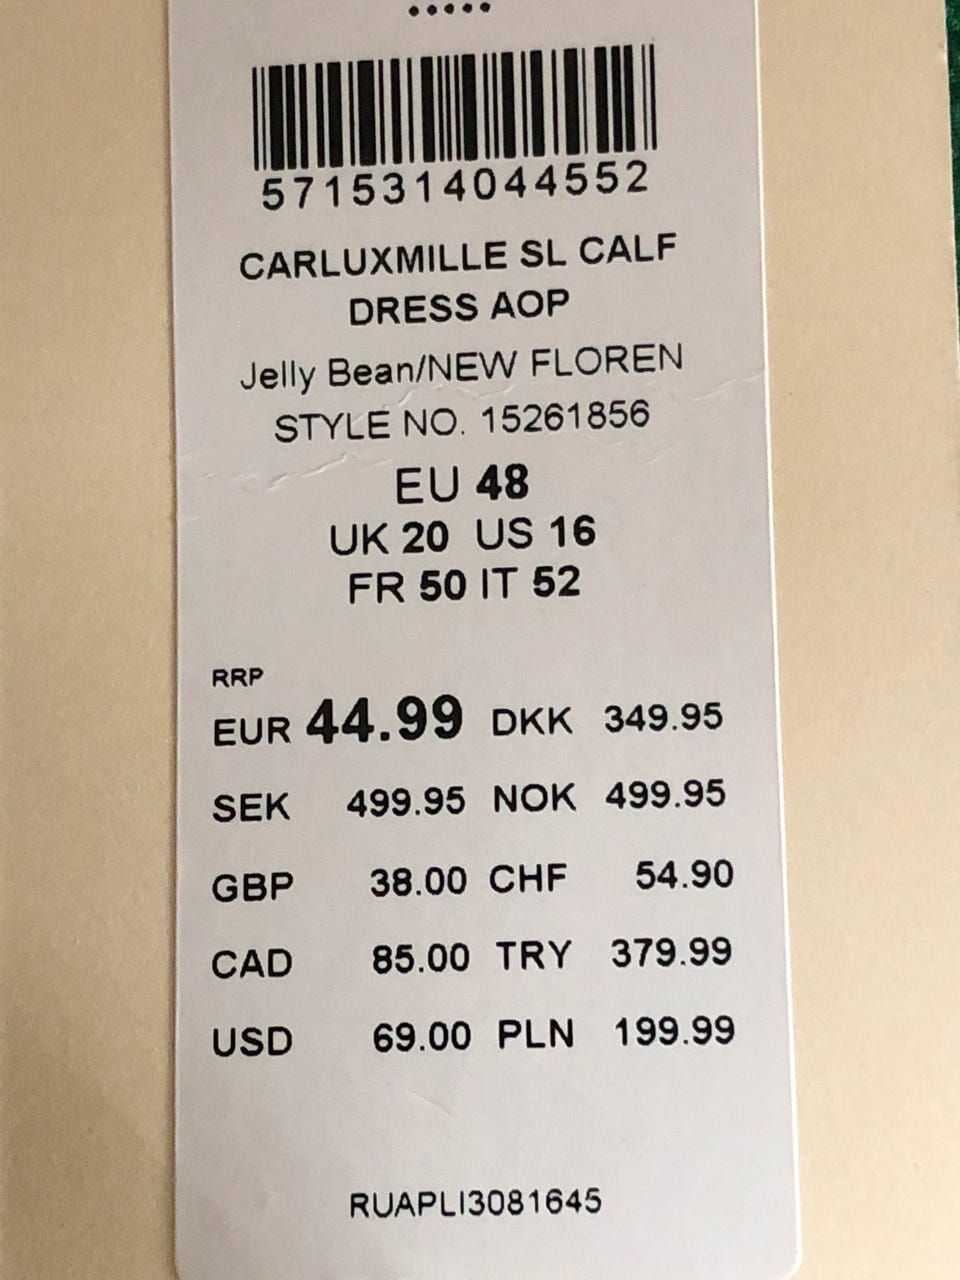 5715314044552
CARLUXMILLE SL CALF
DRESS AOP
Jelly Bean/NEW FLOREN
STYLE NO. 15261856
EU 48
UK 20 US 16
FR 50 IT 52
RRP
EUR 44.99 DKK 349.95
SEK 499.95 NOK 499.95
GBP 38.00 CHF 54.90
CAD 85.00 TRY 379.99
USD 69.00 PLN 199.99
RUAPLI3081645